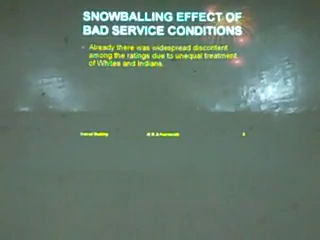 SNOWBALLING EFFECT OF
BAD SERVICE CONDITIONS
Already there was widespread discontent
among the ratings due to unequal treatment
of Whites and Indians.